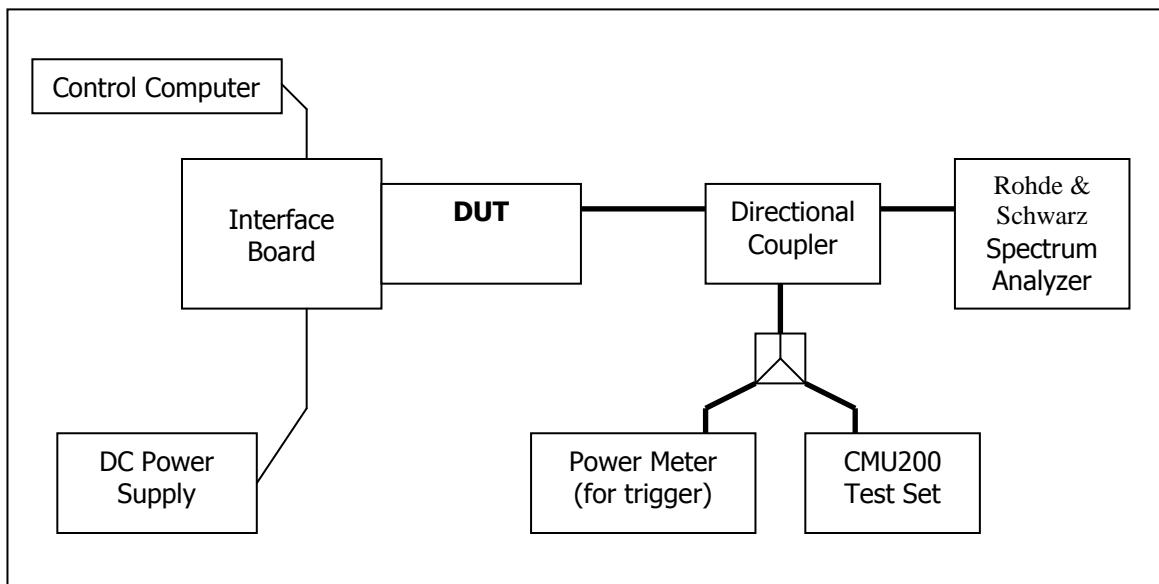 Control Computer
Interface
Board
DUT
Directional
Coupler
Rohde &
Schwarz
Spectrum
Analyzer
DC Power
Supply
Power Meter
(for trigger)
CMU200
Test Set